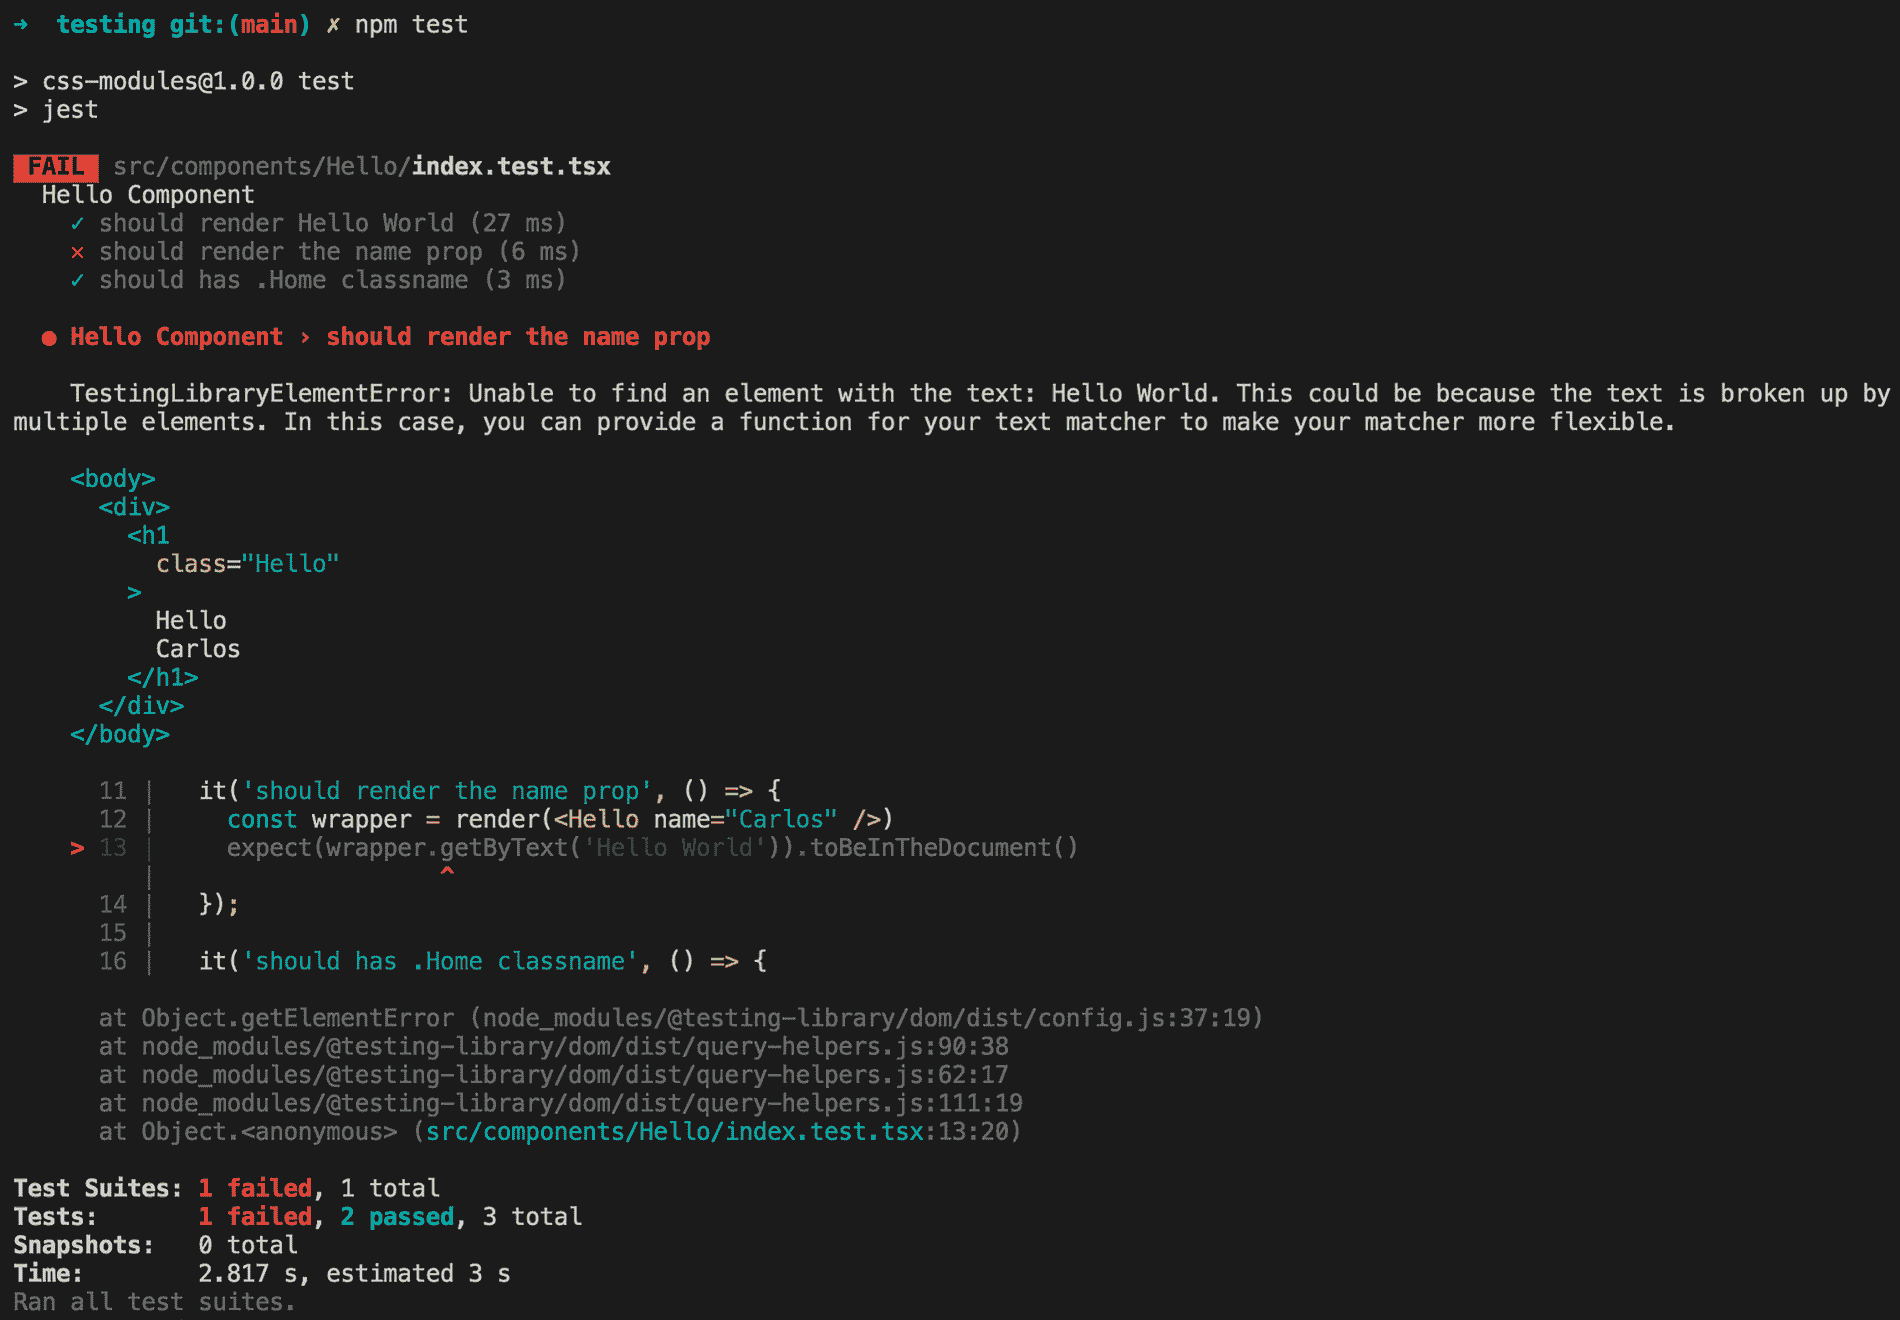 ➜  testing git:(main) ✗ npm test
> css-modules@1.0.0 test
> jest
FAIL src/components/Hello/index.test.tsx
Hello Component
✓ should render Hello World (27 ms)
✕ should render the name prop (6 ms)
✓ should has .Home classname (3 ms)
● Hello Component › should render the name prop
TestingLibraryElementError: Unable to find an element with the text: Hello World. This could be because the text is broken up by
multiple elements. In this case, you can provide a function for your text matcher to make your matcher more flexible.
<body>
<div>
<h1
class="Hello"
>
Hello
Carlos
</h1>
</div>
</body>
11 |   it('should render the name prop', () => {
12 |     const wrapper = render(<Hello name="Carlos" />)
> 13 |     expect(wrapper.getByText('Hello World')).toBeInTheDocument()
|                    ^
14 |   });
15 |
16 |   it('should has .Home classname', () => {
at Object.getElementError (node_modules/@testing-library/dom/dist/config.js:37:19)
at node_modules/@testing-library/dom/dist/query-helpers.js:90:38
at node_modules/@testing-library/dom/dist/query-helpers.js:62:17
at node_modules/@testing-library/dom/dist/query-helpers.js:111:19
at Object.<anonymous> (src/components/Hello/index.test.tsx:13:20)
Test Suites: 1 failed, 1 total
Tests:       1 failed, 2 passed, 3 total
Snapshots:   0 total
Time:        2.817 s, estimated 3 s
Ran all test suites.